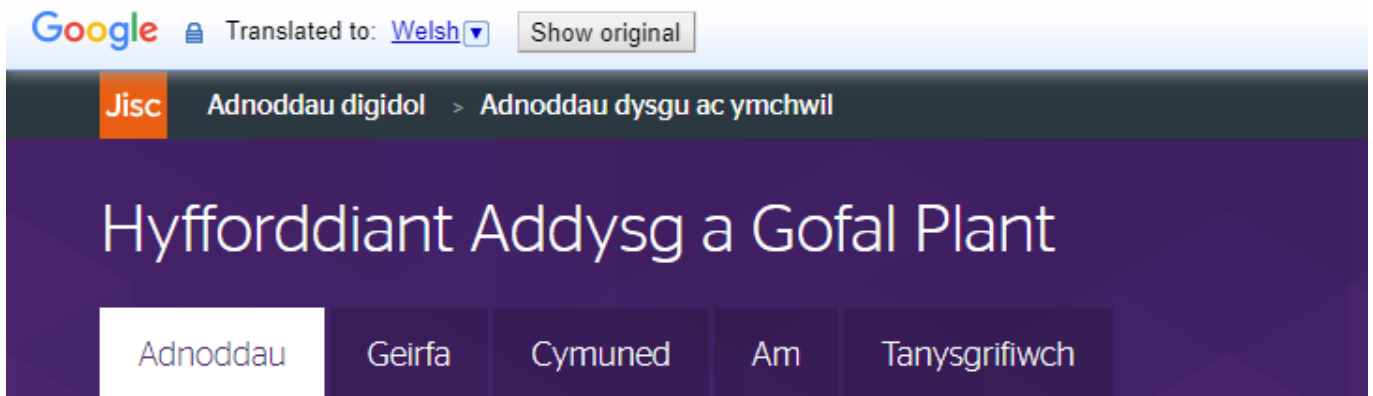 Google Translated to: Welsh Show original
Jisc Adnoddau digidol > Adnoddau dysgu ac ymchwil
Hyfforddiant Addysg a Gofal Plant
Adnoddau Geirfa Cymuned Am Tanysgrifiwch